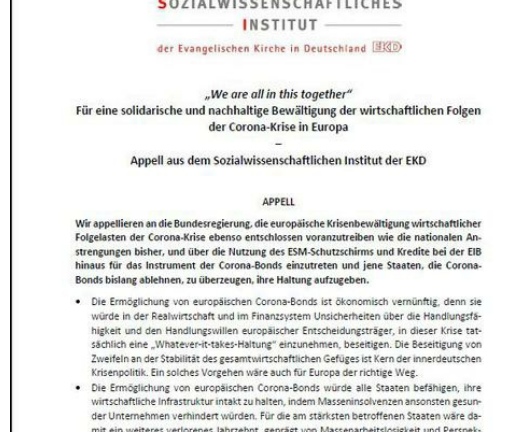 SOZIALWISSENSCHAFTLICHES
INSTITUT
der Evangelischen Kirche in Deutschland EKD
„We are all in this together“
Für eine solidarische und nachhaltige Bewältigung der wirtschaftlichen Folgen
der Corona-Krise in Europa
–
Appell aus dem Sozialwissenschaftlichen Institut der EKD
APPELL
Wir appellieren an die Bundesregierung, die europäische Krisenbewältigung wirtschaftlicher
Folgelasten der Corona-Krise ebenso entschlossen voranzutreiben wie die nationalen An-
strengungen bisher, und über die Nutzung des ESM-Schutzschirms und Kredite bei der EIB
hinaus für das Instrument der Corona-Bonds einzutreten und jene Staaten, die Corona-
Bonds bislang ablehnen, zu überzeugen, ihre Haltung aufzugeben.
• Die Ermöglichung von europäischen Corona-Bonds ist ökonomisch vernünftig, denn sie
würde in der Realwirtschaft und im Finanzsystem Unsicherheiten über die Handlungsfä-
higkeit und den Handlungswillen europäischer Entscheidungsträger, in dieser Krise tat-
sächlich eine „Whatever-it-takes-Haltung“ einzunehmen, beseitigen. Die Beseitigung von
Zweifeln an der Stabilität des gesamtwirtschaftlichen Gefüges ist Kern der innerdeutschen
Krisenpolitik. Ein solches Vorgehen wäre auch für Europa der richtige Weg.
• Die Ermöglichung von europäischen Corona-Bonds würde alle Staaten befähigen, ihre
wirtschaftliche Infrastruktur intakt zu halten, indem Masseninsolvenzen ansonsten gesun-
der Unternehmen verhindert würden. Für die am stärksten betroffenen Staaten wäre da-
mit ein weiteres verlorenes Jahrzehnt, geprägt von Massenarbeitslosigkeit und Perspek-